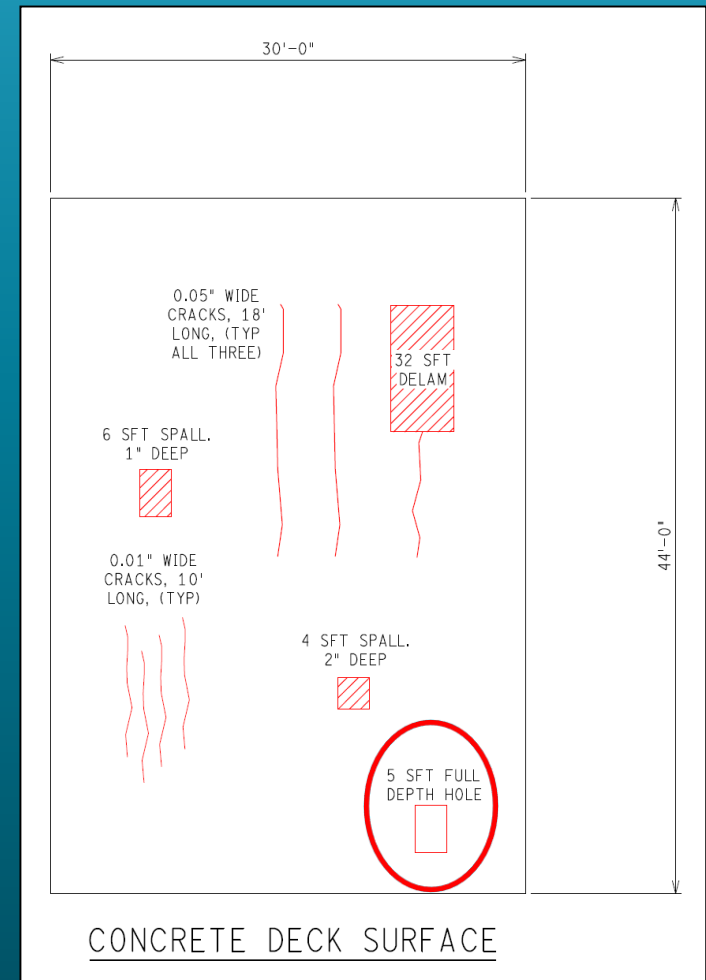 30'-0"
0.05" WIDE
CRACKS, 18'
LONG, (TYP
ALL THREE)
32 SFT
DELAM
6 SFT SPALL.
1" DEEP
44'-0"
0.01" WIDE
CRACKS, 10'
LONG, (TYP)
4 SFT SPALL.
2" DEEP
5 SFT FULL
DEPTH HOLE
CONCRETE DECK SURFACE